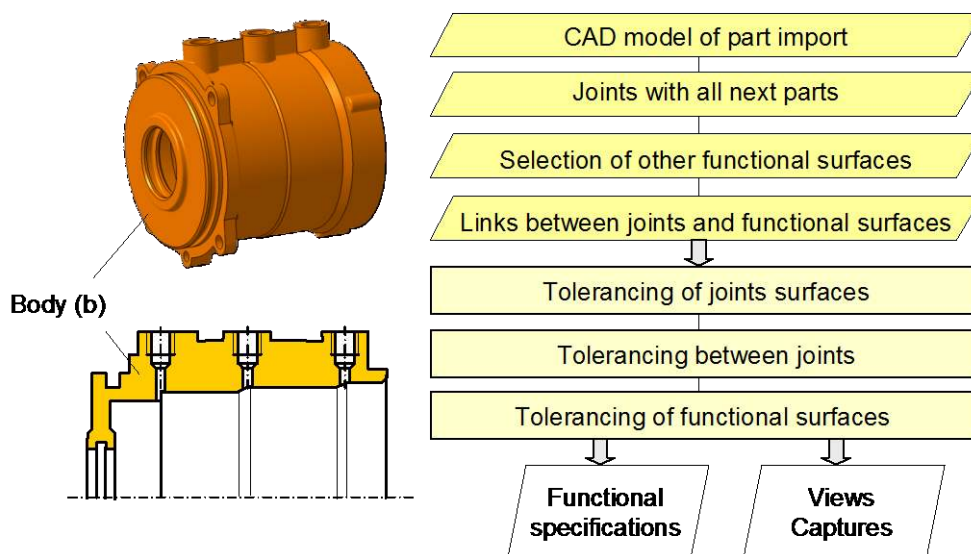 CAD model of part import
Joints with all next parts
Selection of other functional surfaces
Links between joints and functional surfaces
Body (b)
Tolerancing of joints surfaces
Tolerancing between joints
Tolerancing of functional surfaces
Functional
specifications
Views
Captures